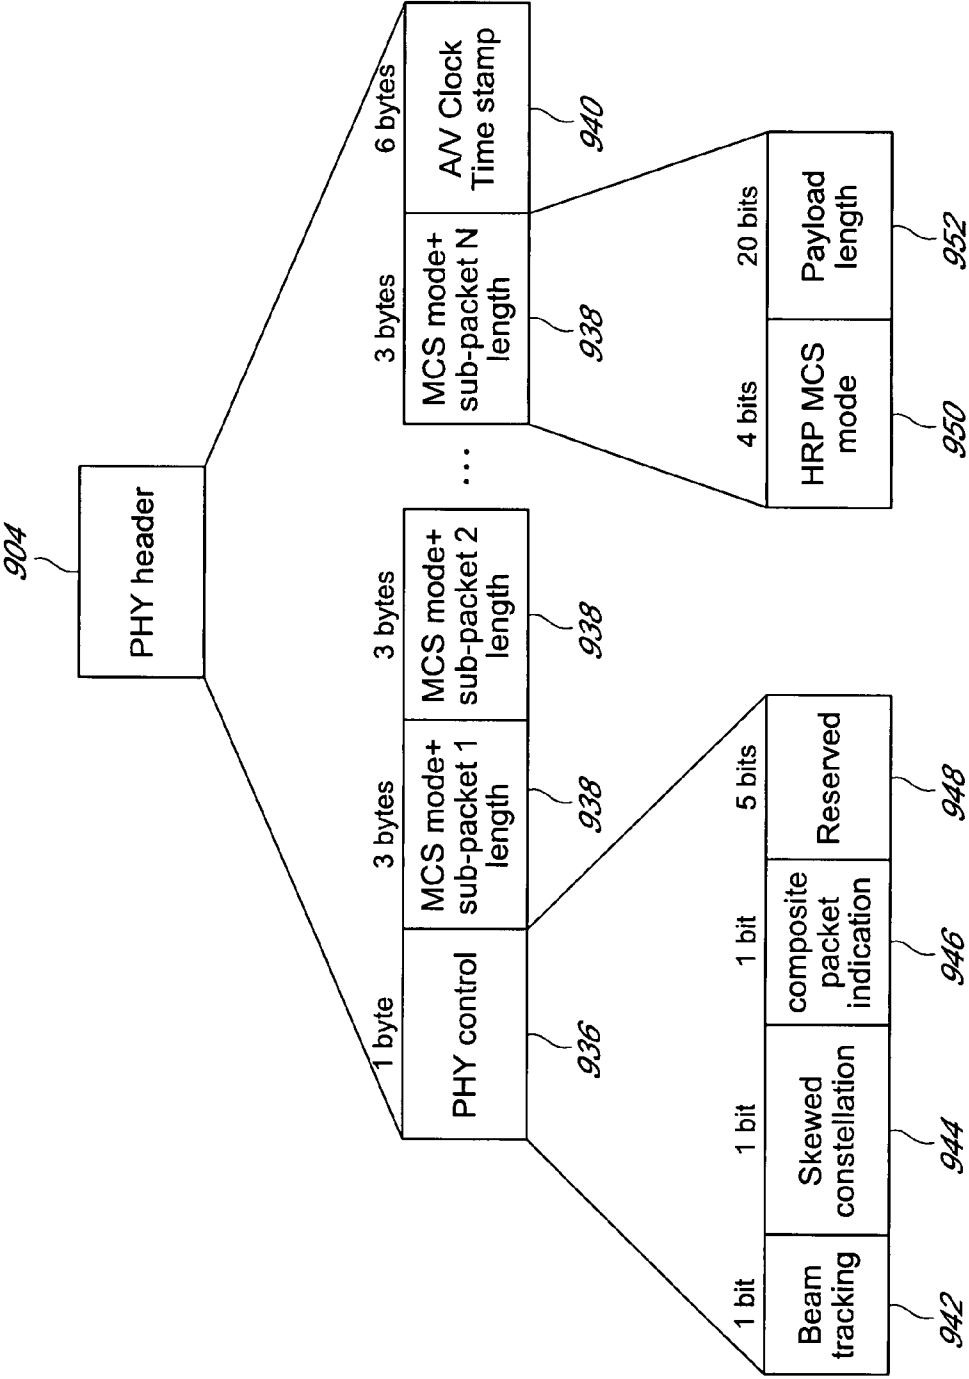 904
PHY header
1 byte
3 bytes
3 bytes
3 bytes
6 bytes
PHY control
MCS mode+
sub-packet 1
length
MCS mode+
sub-packet 2
length
...
MCS mode+
sub-packet N
length
A/V Clock
Time stamp
936
938
938
938
940
1 bit
1 bit
1 bit
5 bits
Beam
tracking
Skewed
constellation
composite
packet
indication
Reserved
942
944
946
948
4 bits
20 bits
HRP MCS
mode
Payload
length
950
952